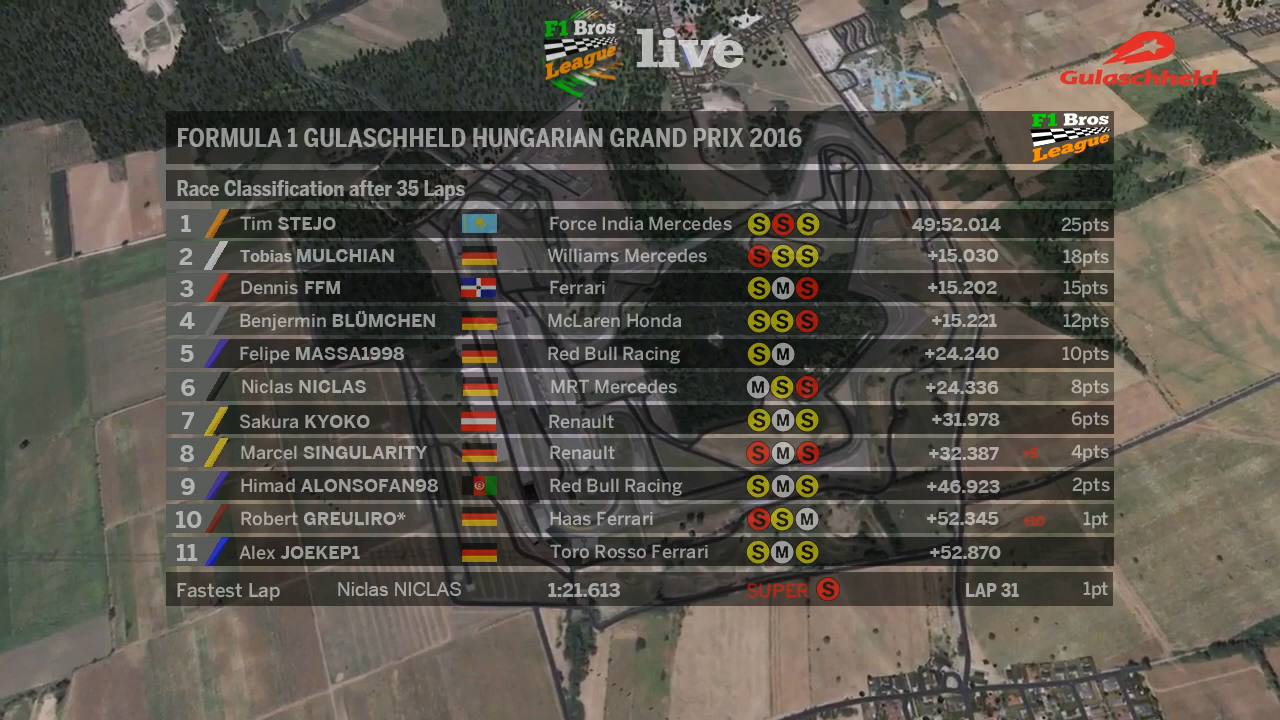 F1 Bros League live
Gulaschheld
FORMULA 1 GULASCHHELD HUNGARIAN GRAND PRIX 2016 F1 Bros League
Race Classification after 35 Laps
1 Tim STEJO Force India Mercedes S S S 49:52.014 25pts
2 Tobias MULCHIAN Williams Mercedes S S S +15.030 18pts
3 Dennis FFM Ferrari S M S +15.202 15pts
4 Benjermin BLÜMCHEN McLaren Honda S S S +15.221 12pts
5 Felipe MASSA1998 Red Bull Racing S M +24.240 10pts
6 Niclas NICLAS MRT Mercedes M S S +24.336 8pts
7 Sakura KYOKO Renault S M S +31.978 6pts
8 Marcel SINGULARITY Renault S M S +32.387 +5 4pts
9 Himad ALONSOFAN98 Red Bull Racing S M S +46.923 2pts
10 Robert GREULIRO* Haas Ferrari S S M +52.345 +10 1pt
11 Alex JOEKEP1 Toro Rosso Ferrari S M S +52.870
Fastest Lap Niclas NICLAS 1:21.613 SUPER S LAP 31 1pt